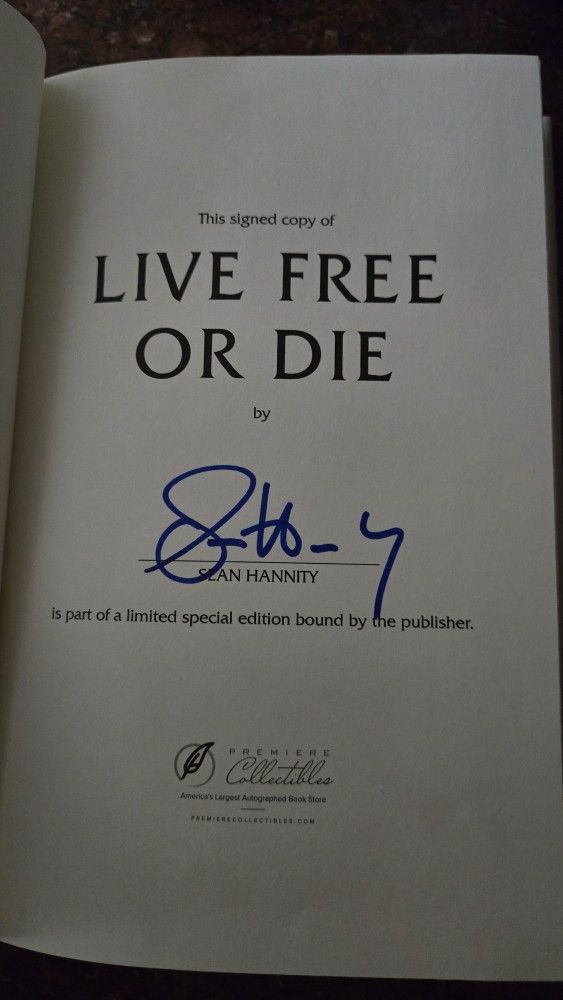 This signed copy of
LIVE FREE
OR DIE
by
SEAN HANNITY
is part of a limited special edition bound by the publisher.
PREMIERE
Collectibles
America's Largest Autographed Book Store
PREMIERECOLLECTIBLES.COM